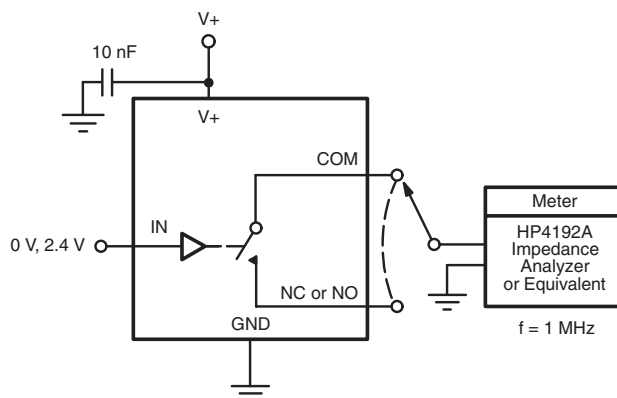 V+
10 nF
V+
COM
IN
0 V, 2.4 V
NC or NO
GND
Meter
HP4192A
Impedance
Analyzer
or Equivalent
f = 1 MHz